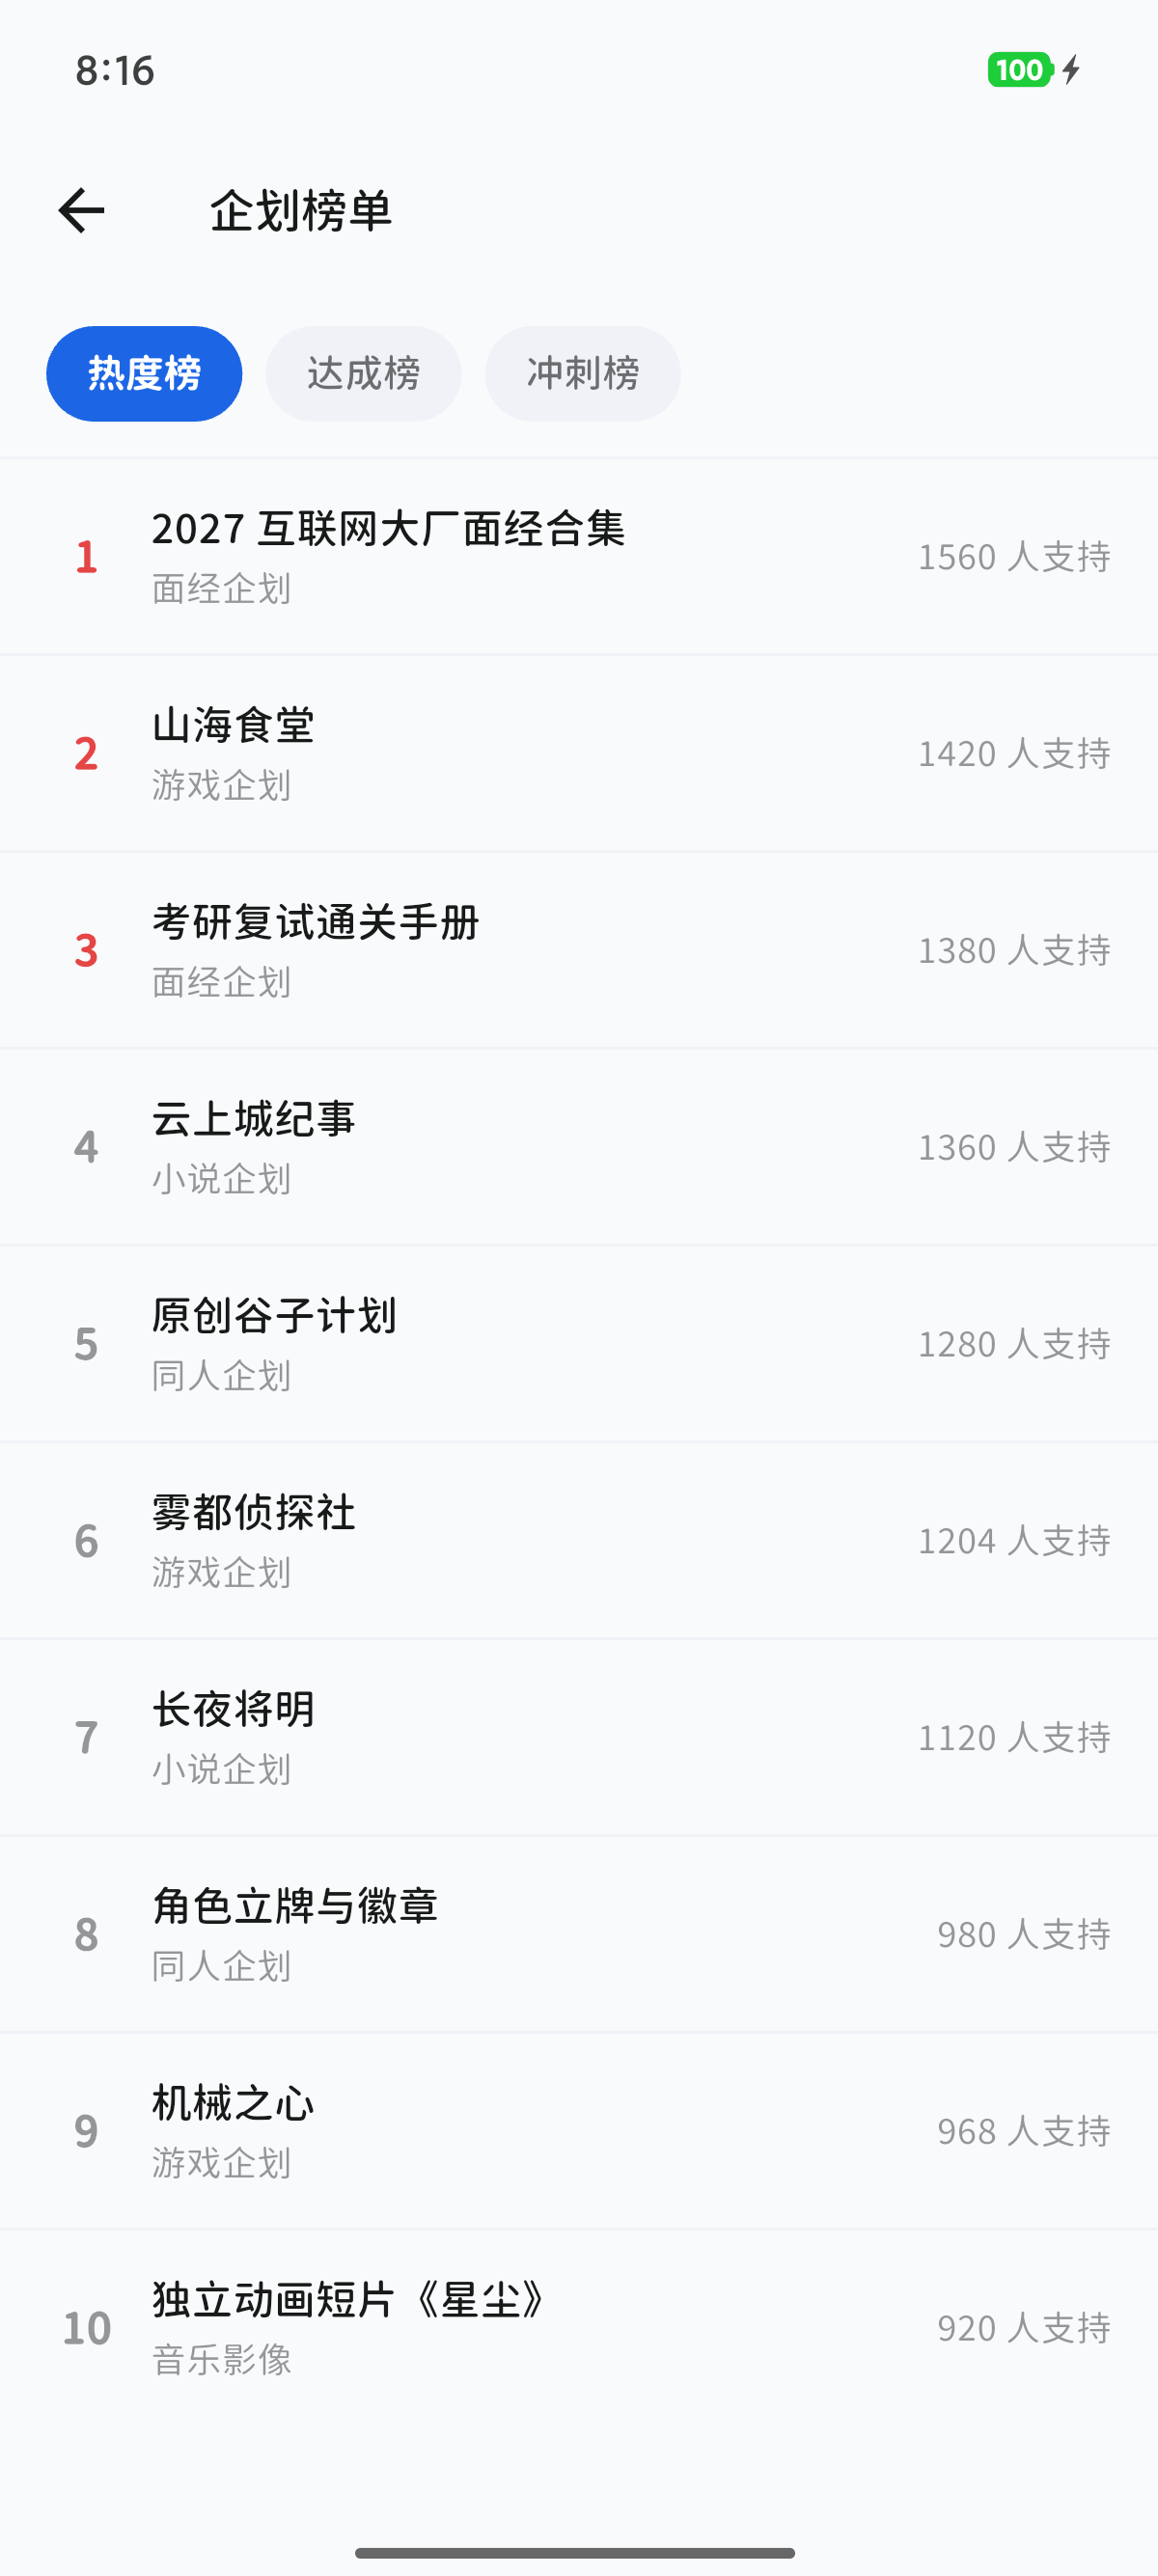 8:16
100
企划榜单
热度榜 达成榜 冲刺榜
1
2027 互联网大厂面经合集
面经企划
1560 人支持
2
山海食堂
游戏企划
1420 人支持
3
考研复试通关手册
面经企划
1380 人支持
4
云上城纪事
小说企划
1360 人支持
5
原创谷子计划
同人企划
1280 人支持
6
雾都侦探社
游戏企划
1204 人支持
7
长夜将明
小说企划
1120 人支持
8
角色立牌与徽章
同人企划
980 人支持
9
机械之心
游戏企划
968 人支持
10
独立动画短片《星尘》
音乐影像
920 人支持